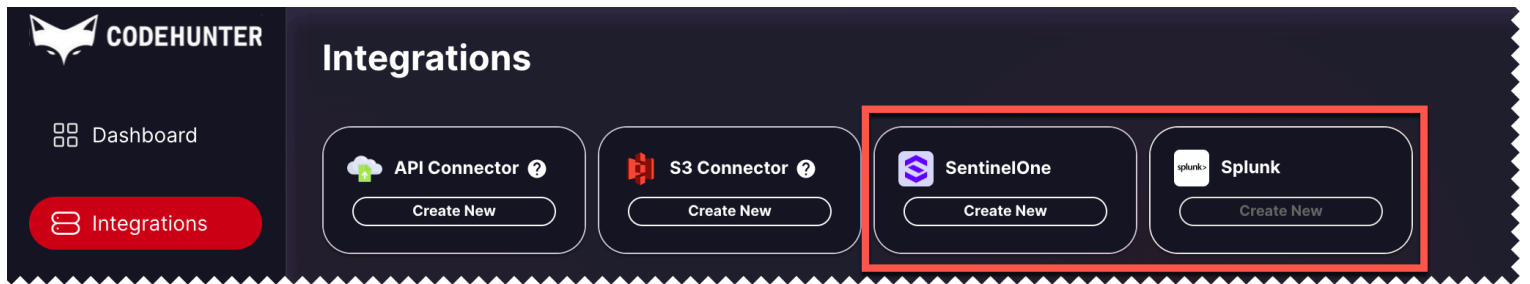 CODEHUNTER
Integrations
Dashboard
Integrations
API Connector ?
Create New
S3 Connector ?
Create New
SentinelOne
Create New
splunk>
Splunk
Create New